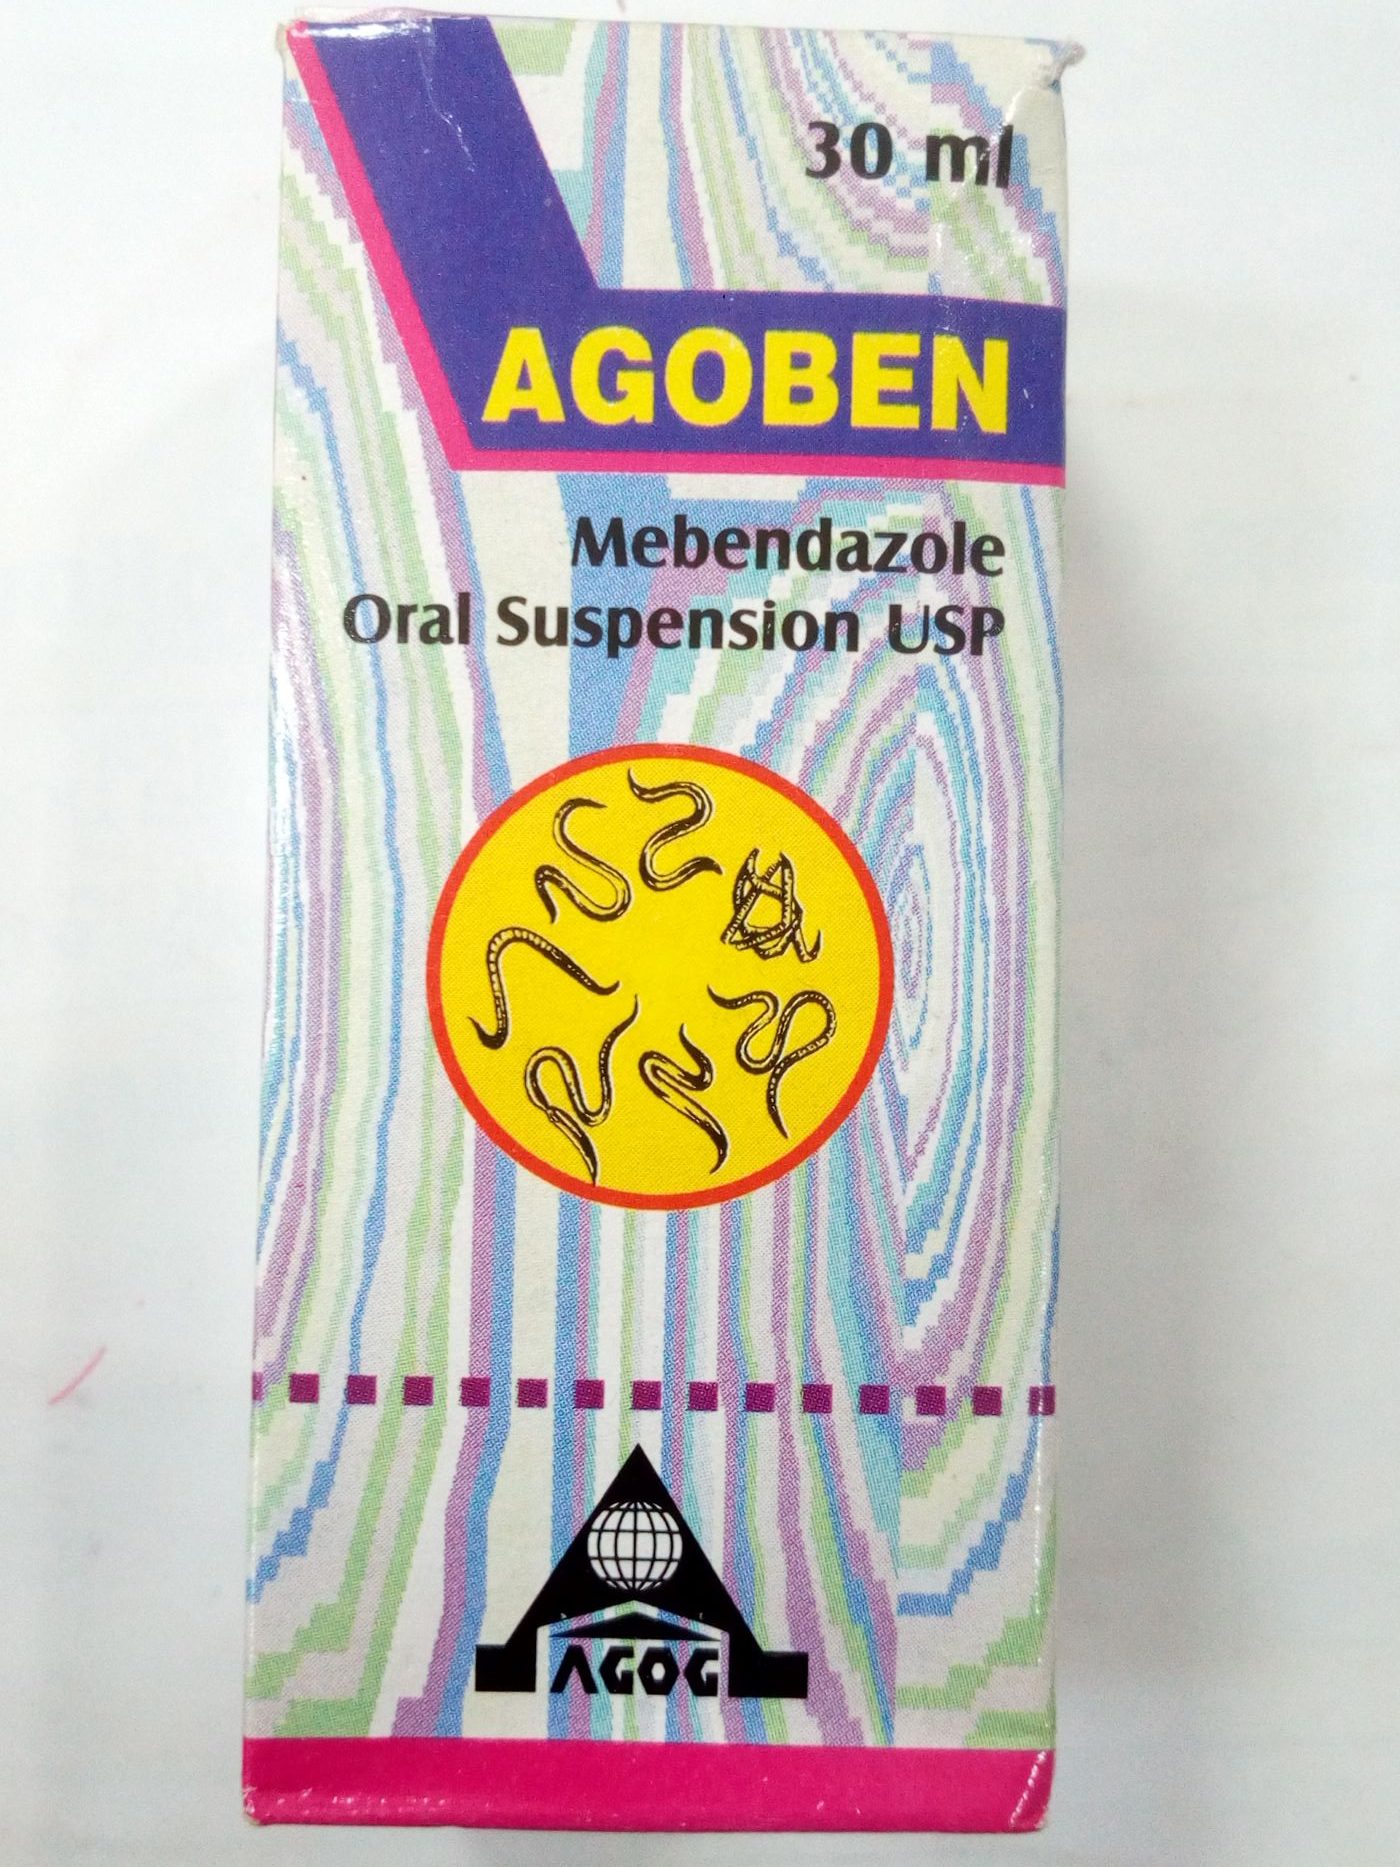 30 ml
AGOBEN
Mebendazole
Oral Suspension USP
AGOG